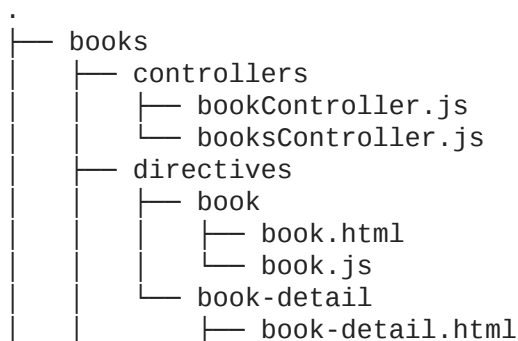 .
├── books
│   ├── controllers
│   │   ├── bookController.js
│   │   └── booksController.js
│   ├── directives
│   │   ├── book
│   │   │   ├── book.html
│   │   │   └── book.js
│   │   └── book-detail
│   │       ├── book-detail.html